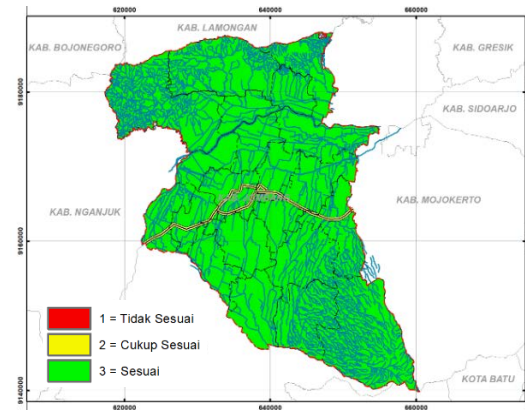 620000 640000 660000
KAB. LAMONGAN
KAB. BOJONEGORO
KAB. GRESIK
9180000
KAB. SIDOARJO
KAB. NGANJUK
KAB. MOJOKERTO
9160000
1 = Tidak Sesuai
2 = Cukup Sesuai
3 = Sesuai
KOTA BATU
9140000
620000 640000 660000